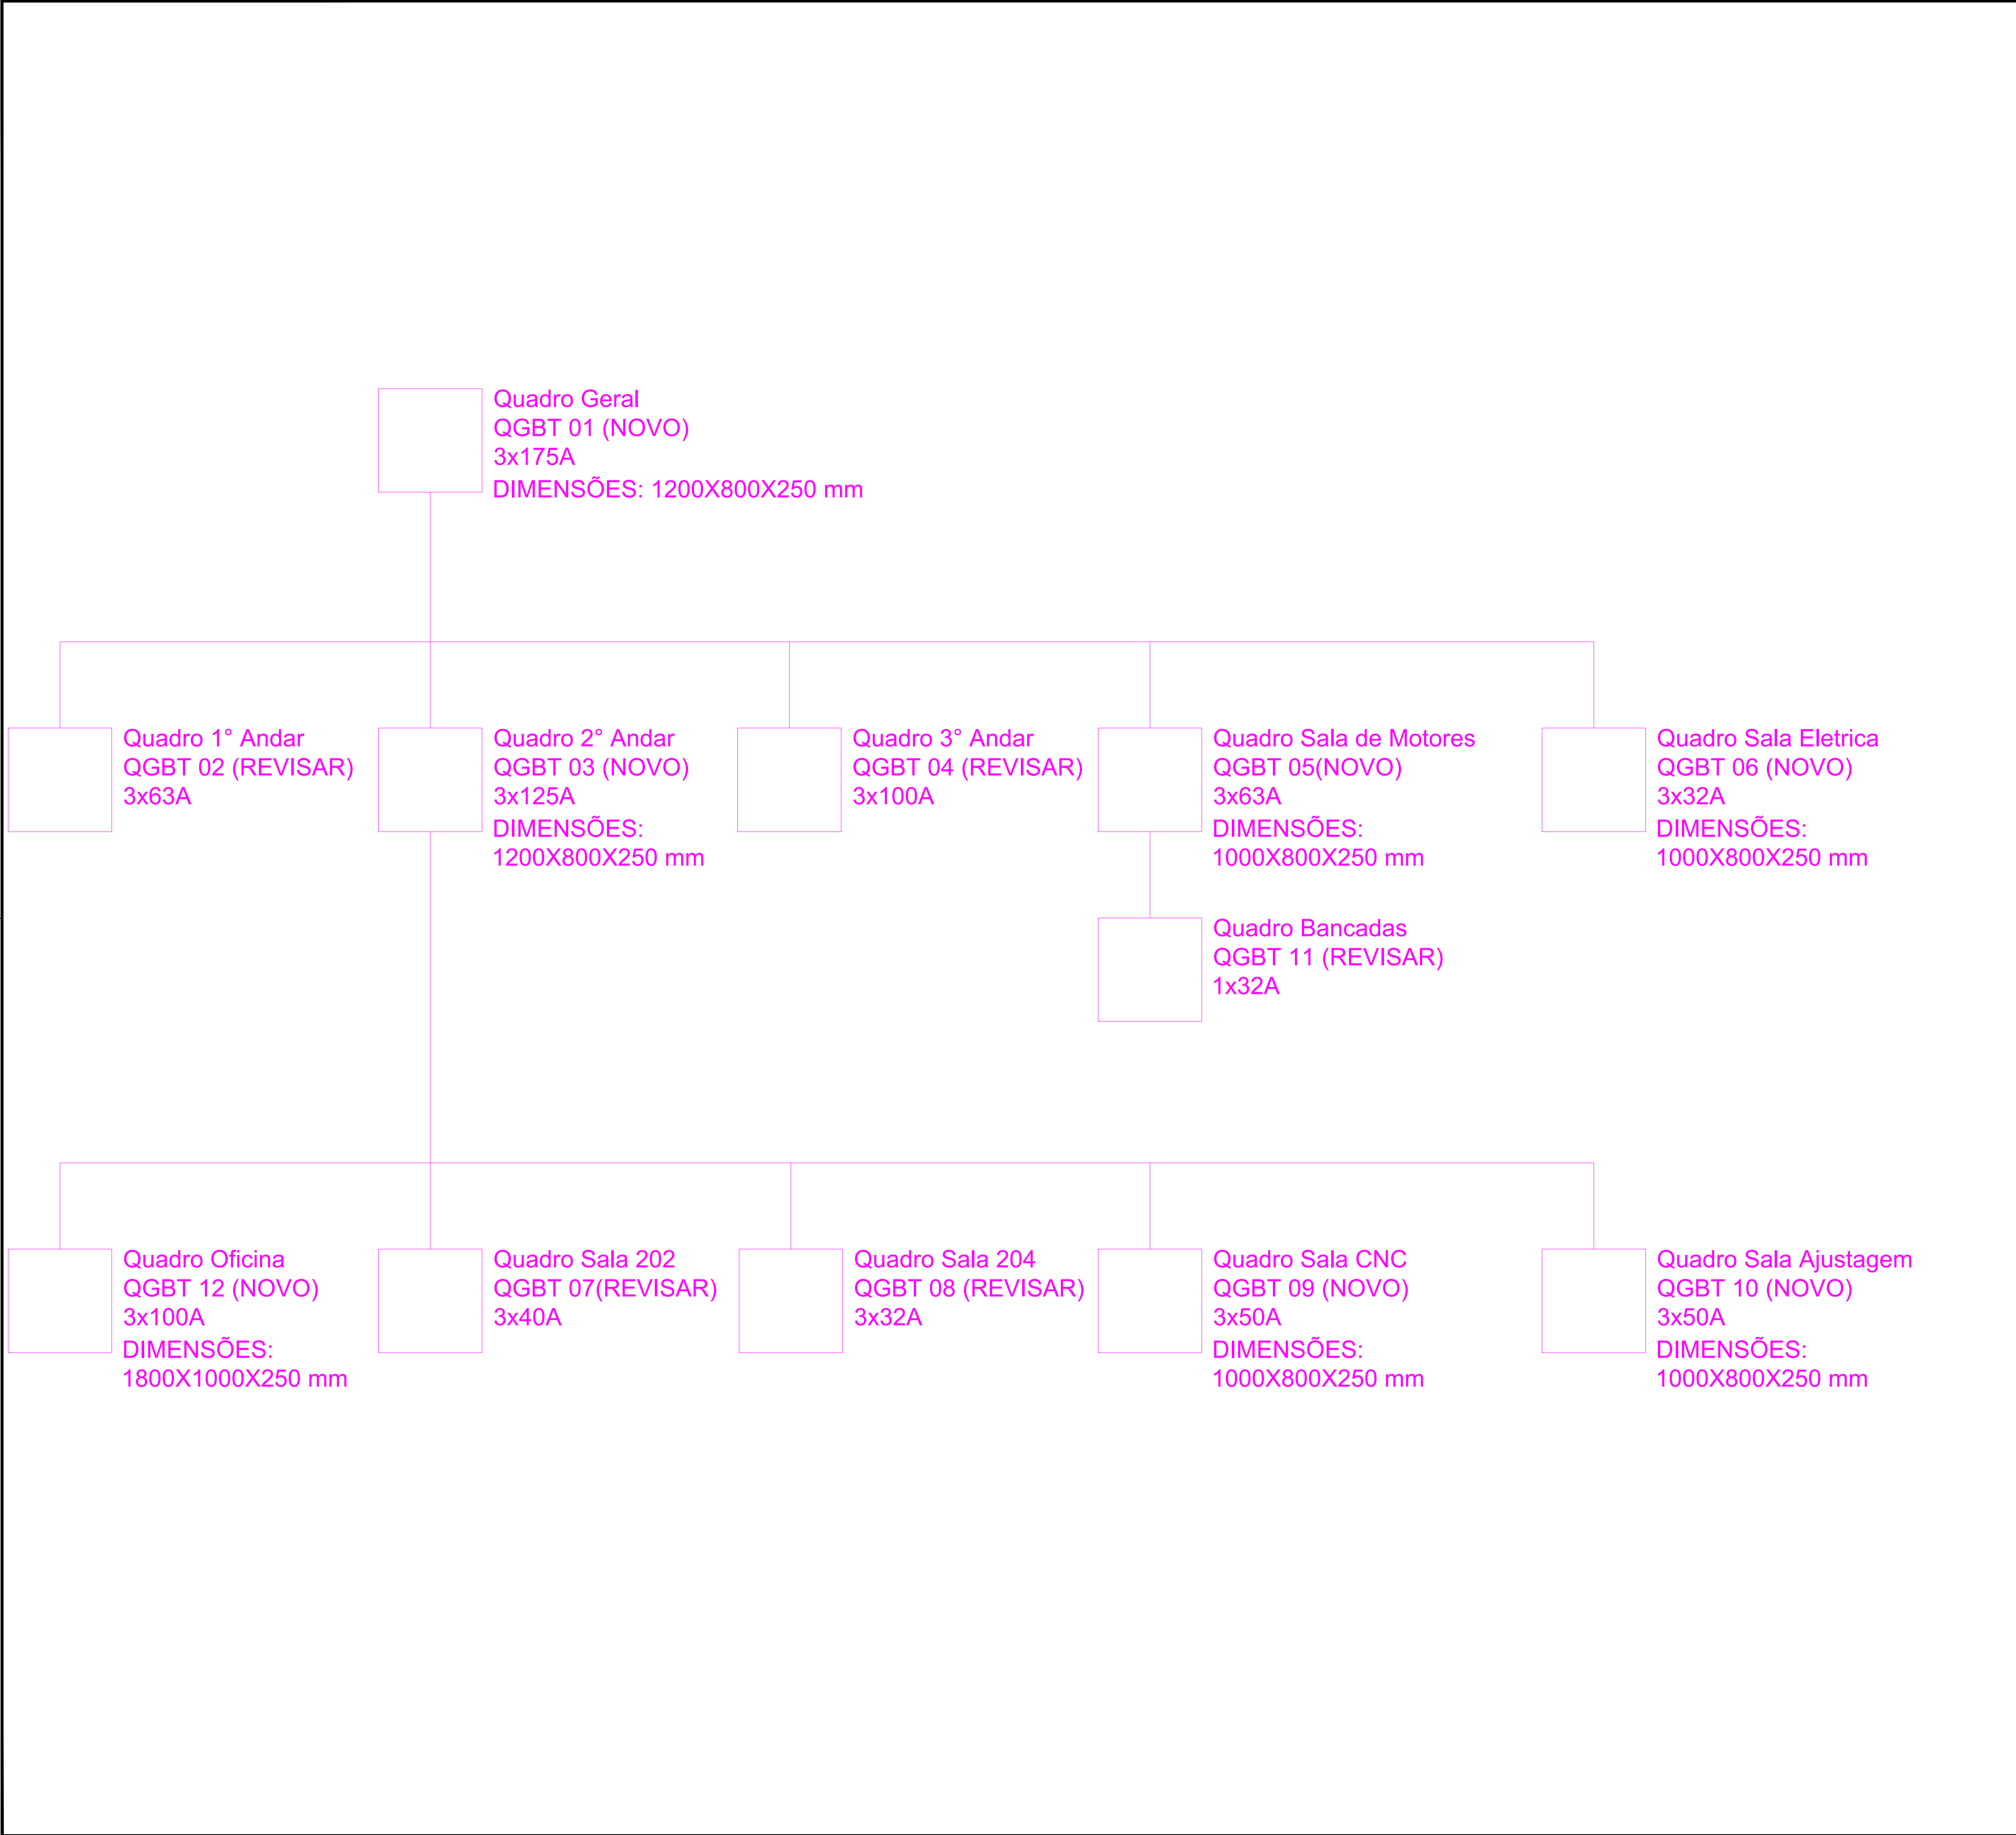 Quadro Geral
QGBT 01 (NOVO)
3x175A
DIMENSÕES: 1200X800X250 mm
Quadro 1° Andar
QGBT 02 (REVISAR)
3x63A
Quadro 2° Andar
QGBT 03 (NOVO)
3x125A
DIMENSÕES:
1200X800X250 mm
Quadro 3° Andar
QGBT 04 (REVISAR)
3x100A
Quadro Sala de Motores
QGBT 05(NOVO)
3x63A
DIMENSÕES:
1000X800X250 mm
Quadro Sala Eletrica
QGBT 06 (NOVO)
3x32A
DIMENSÕES:
1000X800X250 mm
Quadro Bancadas
QGBT 11 (REVISAR)
1x32A
Quadro Oficina
QGBT 12 (NOVO)
3x100A
DIMENSÕES:
1800X1000X250 mm
Quadro Sala 202
QGBT 07(REVISAR)
3x40A
Quadro Sala 204
QGBT 08 (REVISAR)
3x32A
Quadro Sala CNC
QGBT 09 (NOVO)
3x50A
DIMENSÕES:
1000X800X250 mm
Quadro Sala Ajustagem
QGBT 10 (NOVO)
3x50A
DIMENSÕES:
1000X800X250 mm